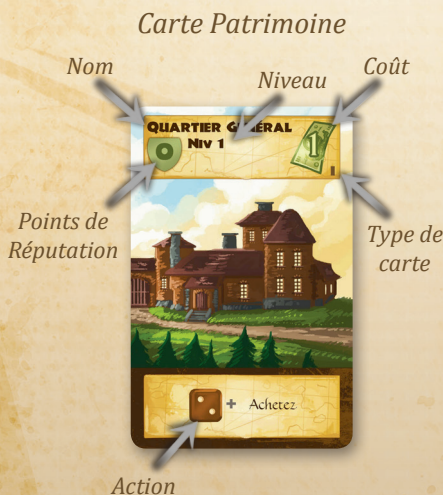 Carte Patrimoine
Nom
Niveau
Coût
QUARTIER GÉNÉRAL
NIV 1
0
1
I
Points de
Réputation
Type de
carte
+ Achetez
Action